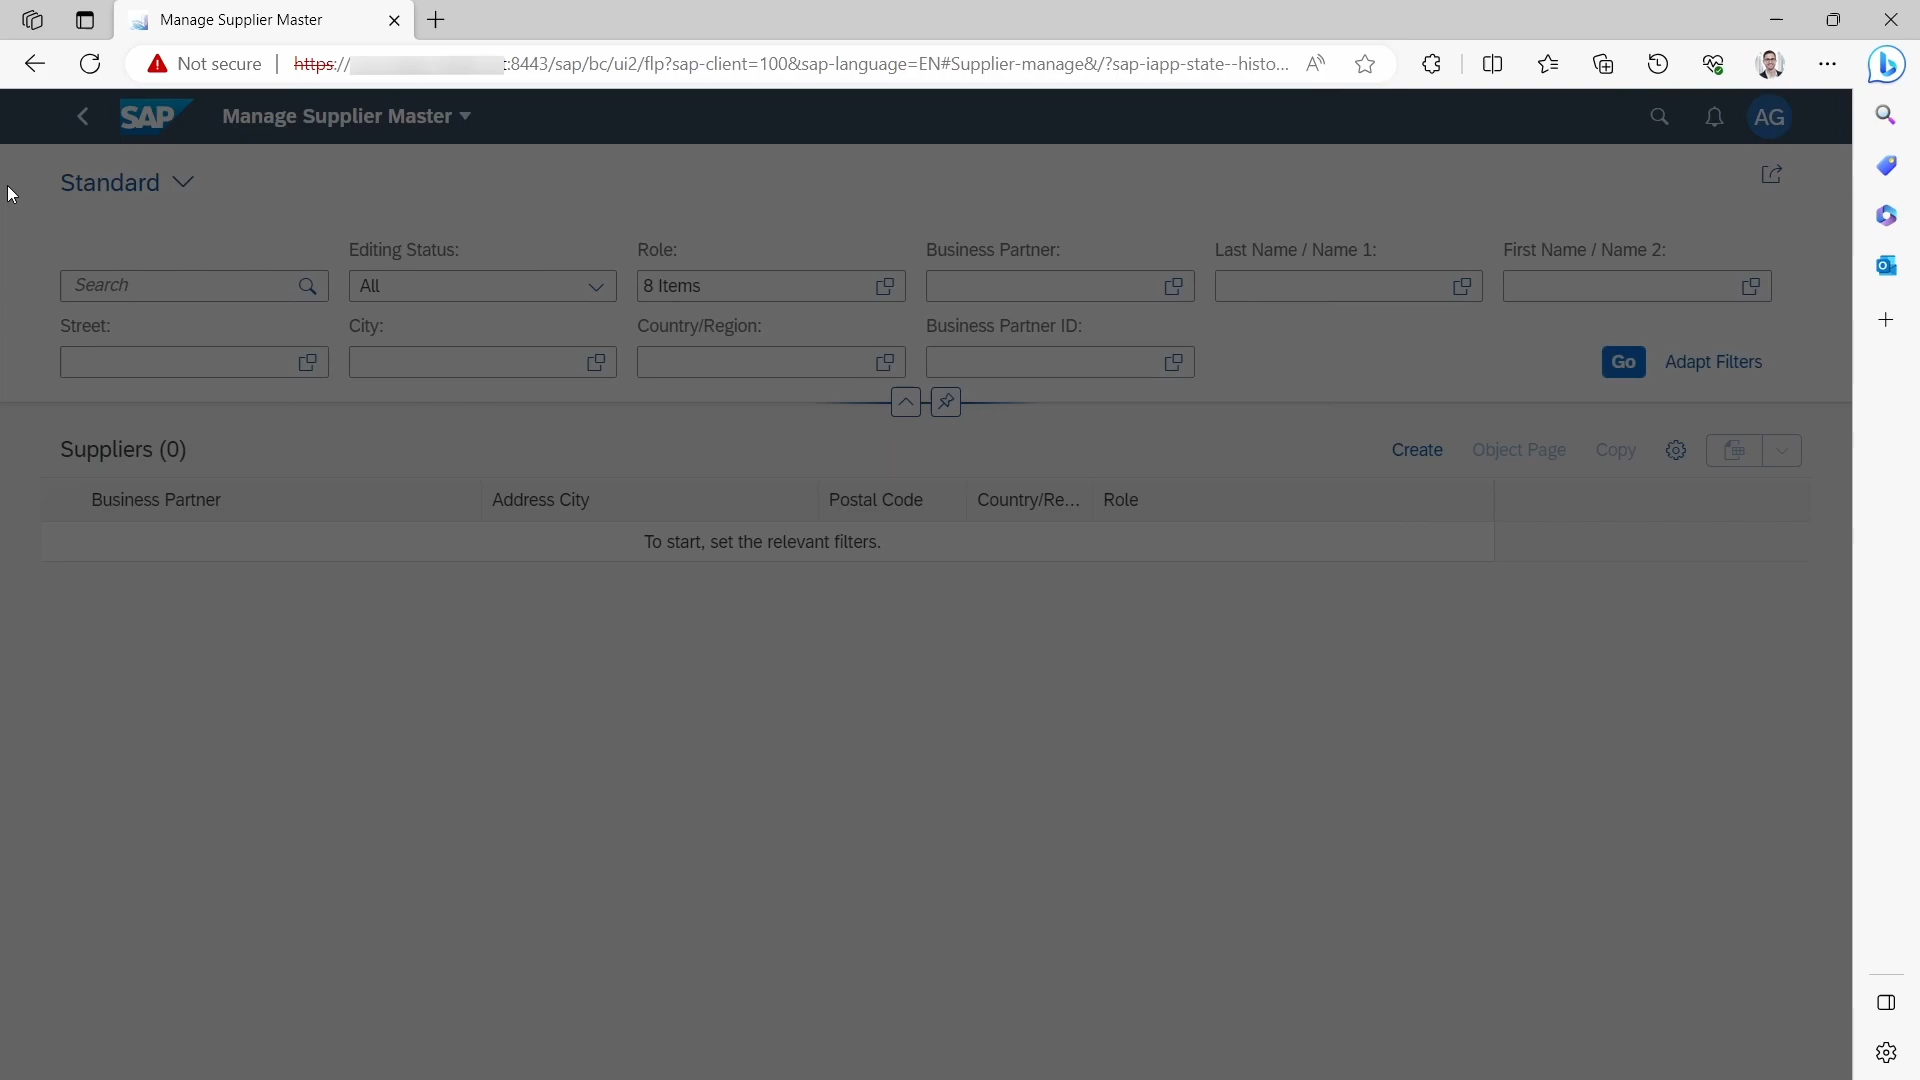 Manage Supplier Master
Not secure
https://
:8443/sap/bc/ui2/flp?sap-client=100&sap-language=EN#Supplier-manage&/?sap-iapp-state--histo...
SAP
Manage Supplier Master
AG
Standard
Editing Status:
Role:
Business Partner:
Last Name / Name 1:
First Name / Name 2:
Search
All
8 Items
Street:
City:
Country/Region:
Business Partner ID:
Go
Adapt Filters
Suppliers (0)
Create
Object Page
Copy
Business Partner
Address City
Postal Code
Country/Re...
Role
To start, set the relevant filters.